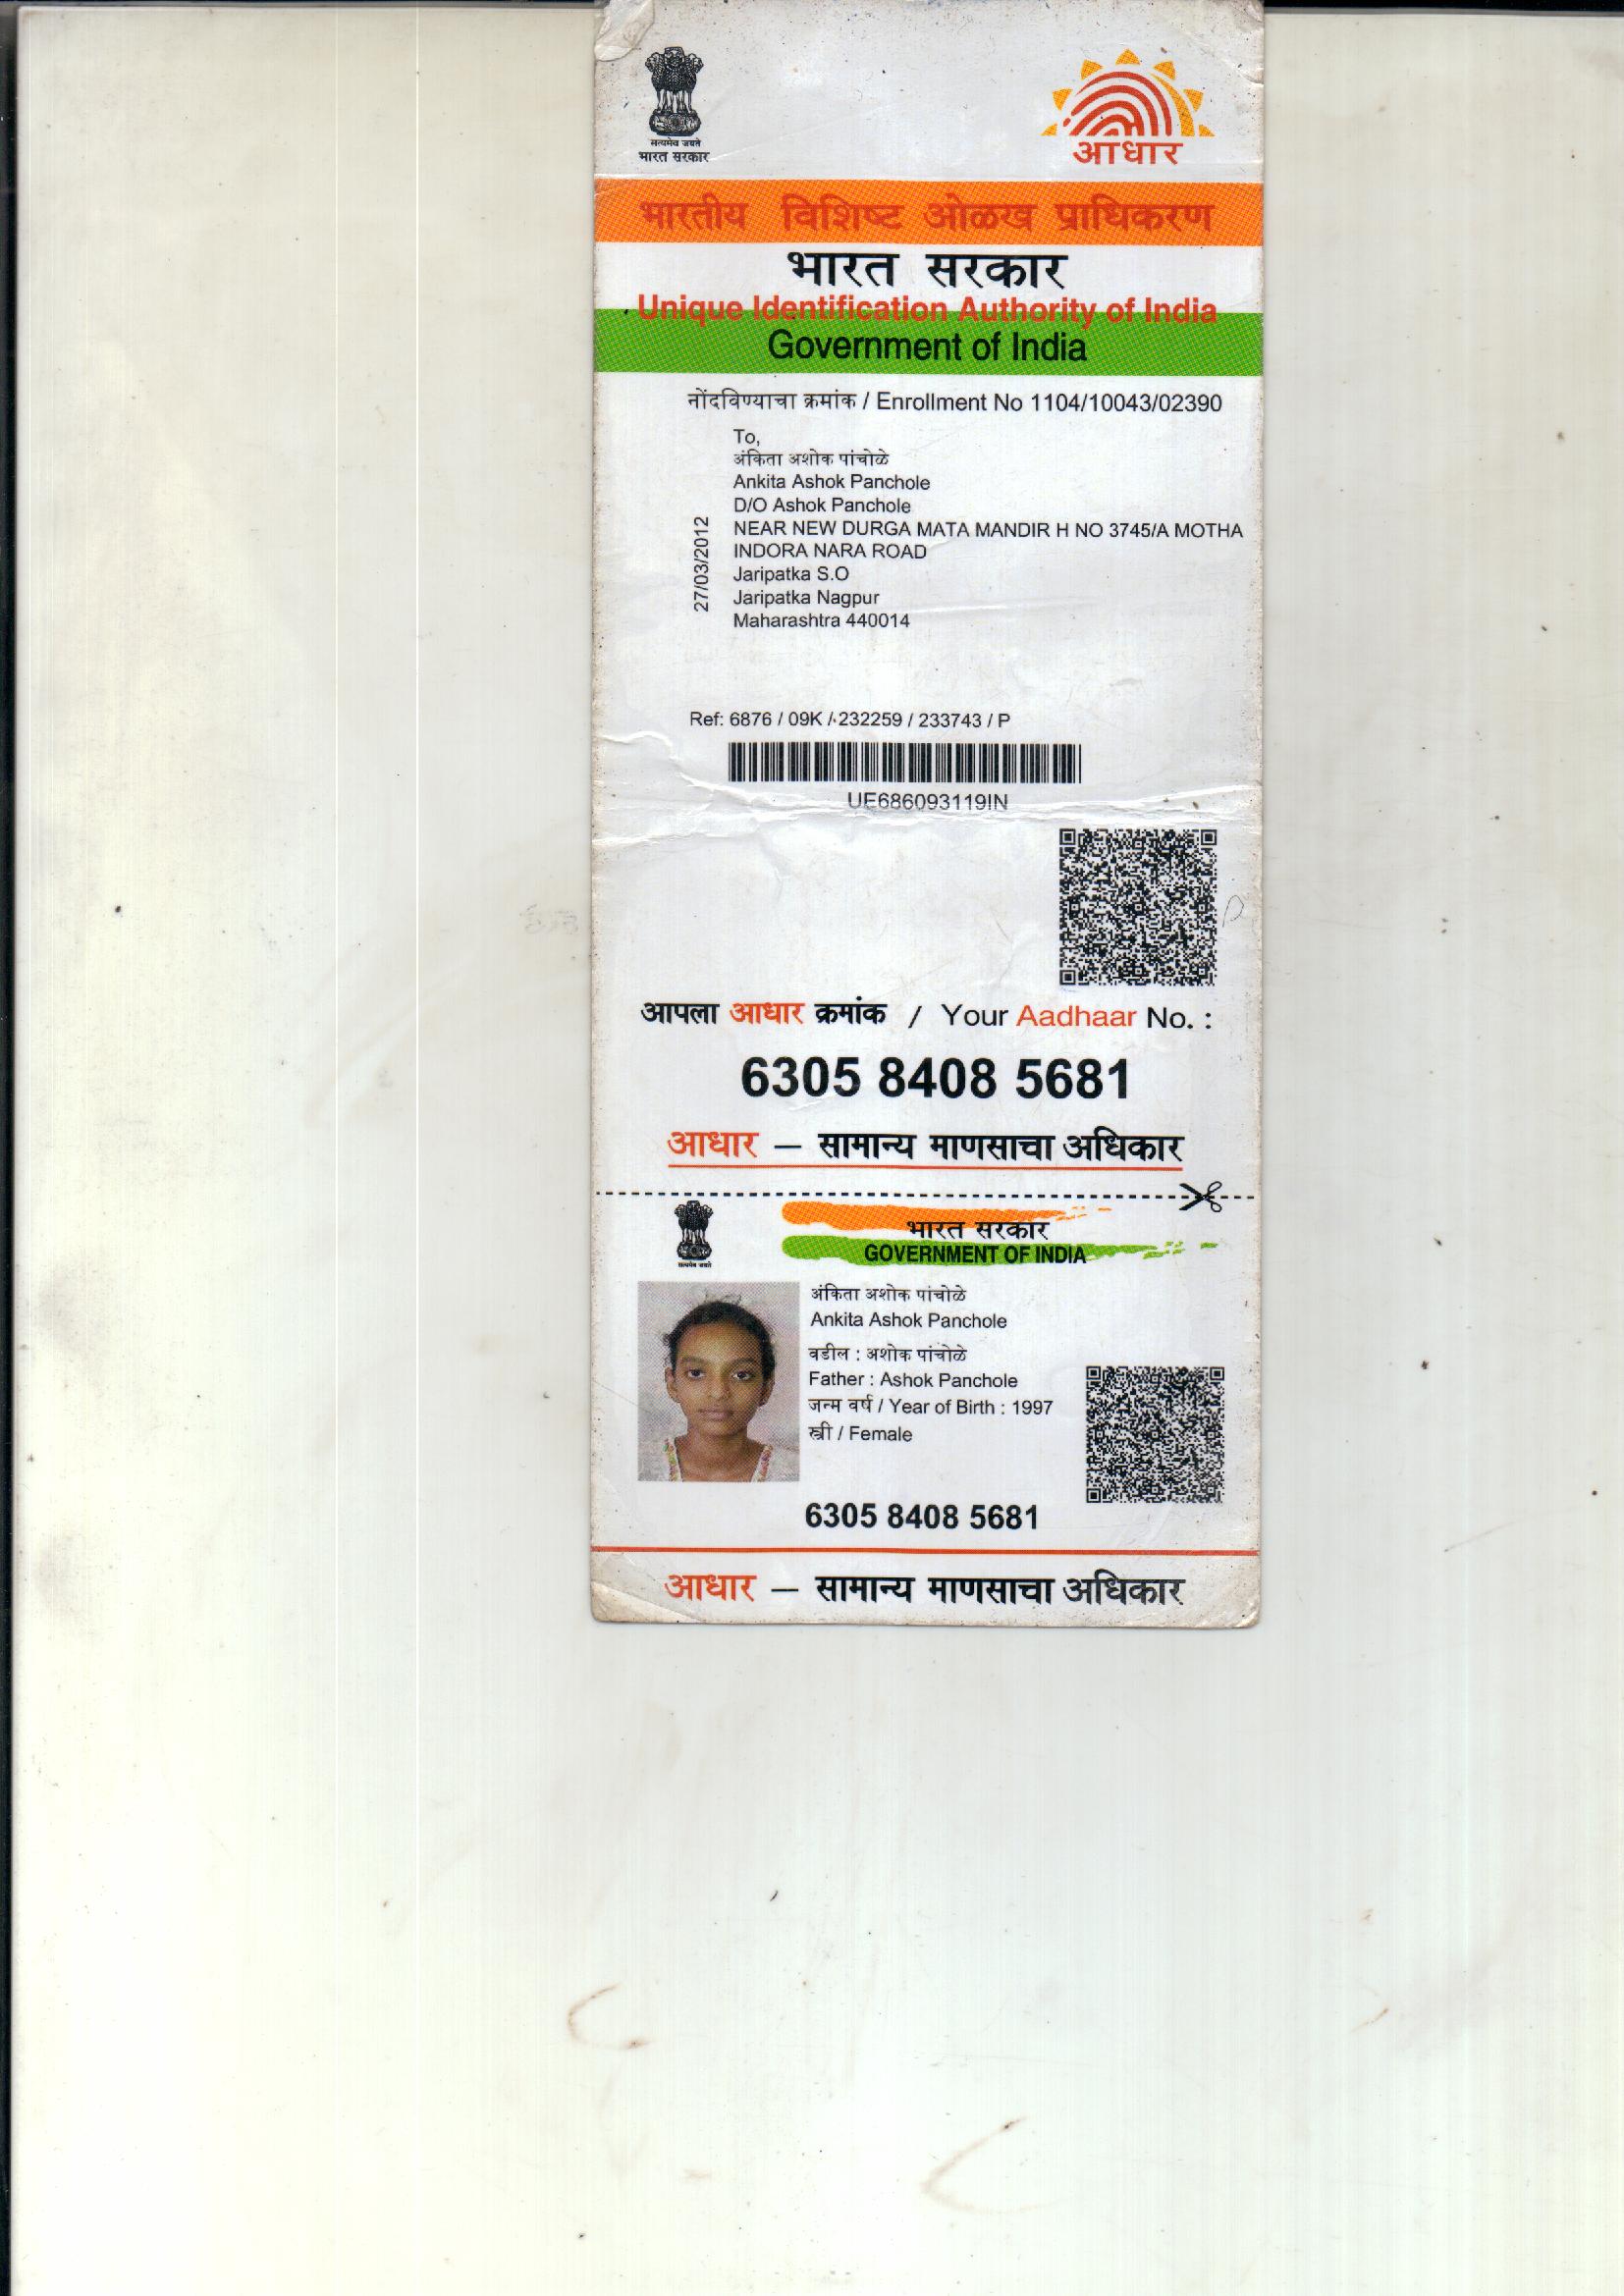 सत्यमेव जयते
भारत सरकार
आधार
भारतीय विशिष्ट ओळख प्राधिकरण
भारत सरकार
Unique Identification Authority of India
Government of India
नोंदविण्याचा क्रमांक / Enrollment No 1104/10043/02390
To,
अंकिता अशोक पांचोळे
Ankita Ashok Panchole
D/O Ashok Panchole
NEAR NEW DURGA MATA MANDIR H NO 3745/A MOTHA
INDORA NARA ROAD
Jaripatka S.O
Jaripatka Nagpur
Maharashtra 440014
27/03/2012
Ref: 6876 / 09K / 232259 / 233743 / P
UE686093119IN
आपला आधार क्रमांक / Your Aadhaar No. :
6305 8408 5681
आधार — सामान्य माणसाचा अधिकार
सत्यमेव जयते
भारत सरकार
GOVERNMENT OF INDIA
अंकिता अशोक पांचोळे
Ankita Ashok Panchole
वडील : अशोक पांचोळे
Father : Ashok Panchole
जन्म वर्ष / Year of Birth : 1997
स्त्री / Female
6305 8408 5681
आधार — सामान्य माणसाचा अधिकार